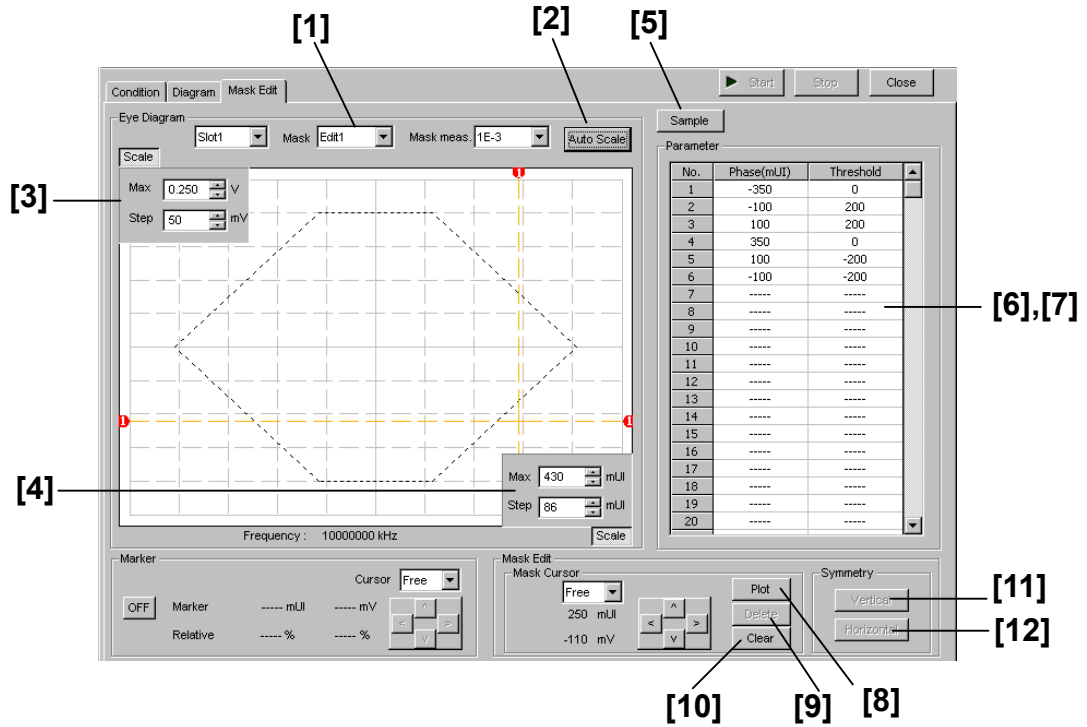 [1]
[2]
[5]
Start Stop Close
Condition Diagram Mask Edit
Eye Diagram
Slot1 Mask Edit1 Mask meas. 1E-3 Auto Scale
Sample
Scale
[3]
Max 0.250 V
Step 50 mV
1
1
1
Max 430 mUI
Step 86 mUI
[4]
Frequency : 10000000 kHz Scale
Parameter
No. Phase(mUI) Threshold
1 -350 0
2 -100 200
3 100 200
4 350 0
5 100 -200
6 -100 -200
7 ----- -----
8 ----- -----
9 ----- -----
10 ----- -----
11 ----- -----
12 ----- -----
13 ----- -----
14 ----- -----
15 ----- -----
16 ----- -----
17 ----- -----
18 ----- -----
19 ----- -----
20 ----- -----
[6],[7]
Marker
Cursor Free
OFF Marker ----- mUI ----- mV
Relative ----- % ----- %
< ^ > v
Mask Edit
Mask Cursor
Free
250 mUI
-110 mV
< ^ > v
Plot
Delete
Clear
Symmetry
Vertical
Horizontal
[11]
[12]
[10]
[9]
[8]